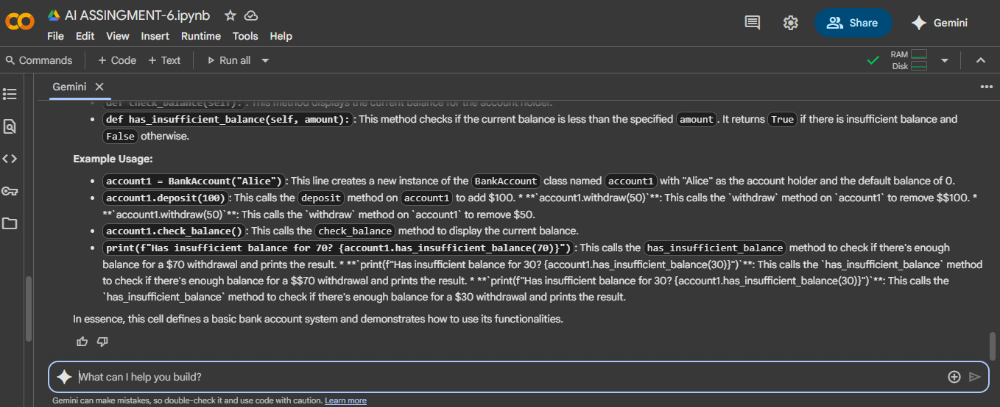 AI ASSINGMENT-6.ipynb
File Edit View Insert Runtime Tools Help
Share
Gemini
Commands + Code + Text Run all
RAM
Disk
Gemini
def check_balance(self): : This method displays the current balance for the account holder.
def has_insufficient_balance(self, amount): : This method checks if the current balance is less than the specified amount . It returns True if there is insufficient balance and
False otherwise.
Example Usage:
account1 = BankAccount("Alice") : This line creates a new instance of the BankAccount class named account1 with "Alice" as the account holder and the default balance of 0.
account1.deposit(100) : This calls the deposit method on account1 to add $100. * **`account1.withdraw(50)`**: This calls the `withdraw` method on `account1` to remove $$100. *
**`account1.withdraw(50)`**: This calls the `withdraw` method on `account1` to remove $50.
account1.check_balance() : This calls the check_balance method to display the current balance.
print(f"Has insufficient balance for 70? {account1.has_insufficient_balance(70)}") : This calls the has_insufficient_balance method to check if there's enough
balance for a $70 withdrawal and prints the result. * **`print(f"Has insufficient balance for 30? {account1.has_insufficient_balance(30)}")`**: This calls the `has_insufficient_balance` method
to check if there's enough balance for a $$70 withdrawal and prints the result. * **`print(f"Has insufficient balance for 30? {account1.has_insufficient_balance(30)}")`**: This calls the
`has_insufficient_balance` method to check if there's enough balance for a $30 withdrawal and prints the result.
In essence, this cell defines a basic bank account system and demonstrates how to use its functionalities.
What can I help you build?
Gemini can make mistakes, so double-check it and use code with caution. Learn more